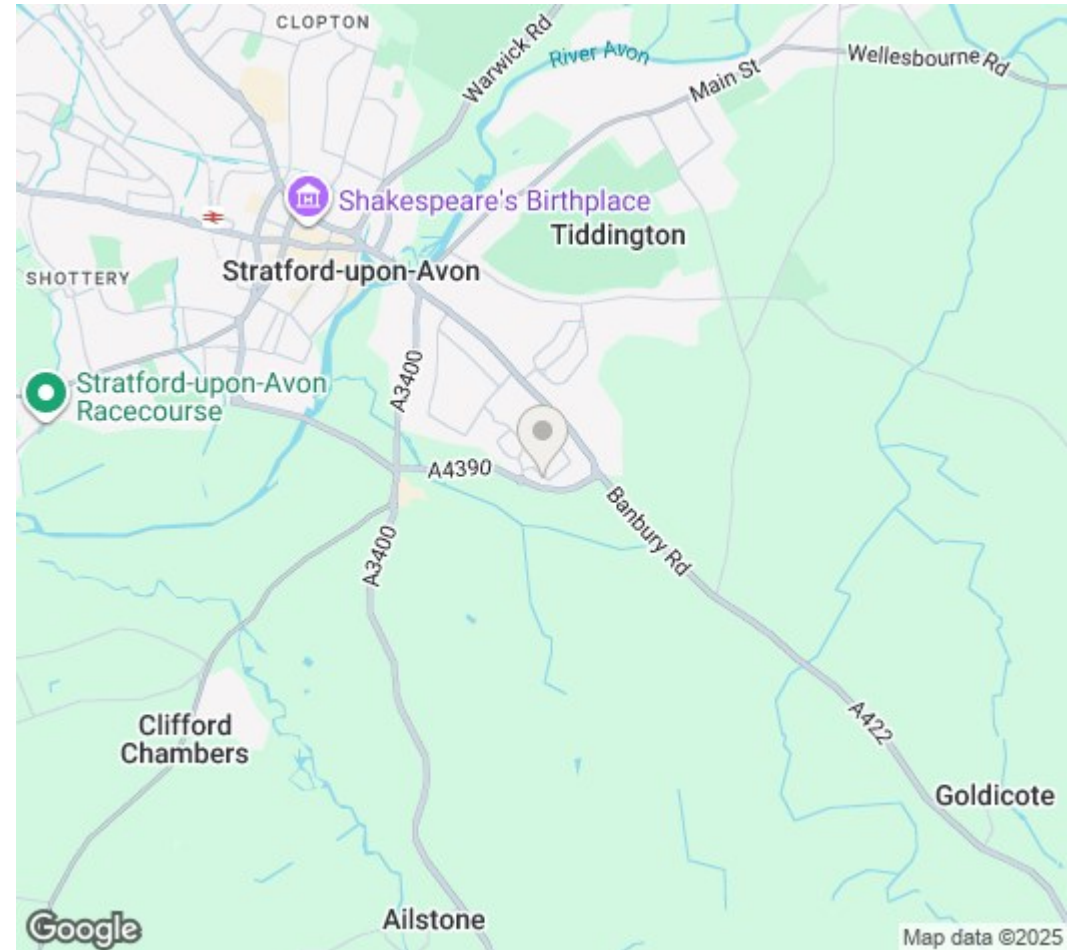 CLOPTON
Warwick Rd
River Avon
Main St
Wellesbourne Rd
Shakespeare's Birthplace
Tiddington
Stratford-upon-Avon
SHOTTERY
A3400
Stratford-upon-Avon
Racecourse
A4390
Banbury Rd
A3400
Clifford
Chambers
A422
Goldicote
Ailstone
Google
Map data ©2025